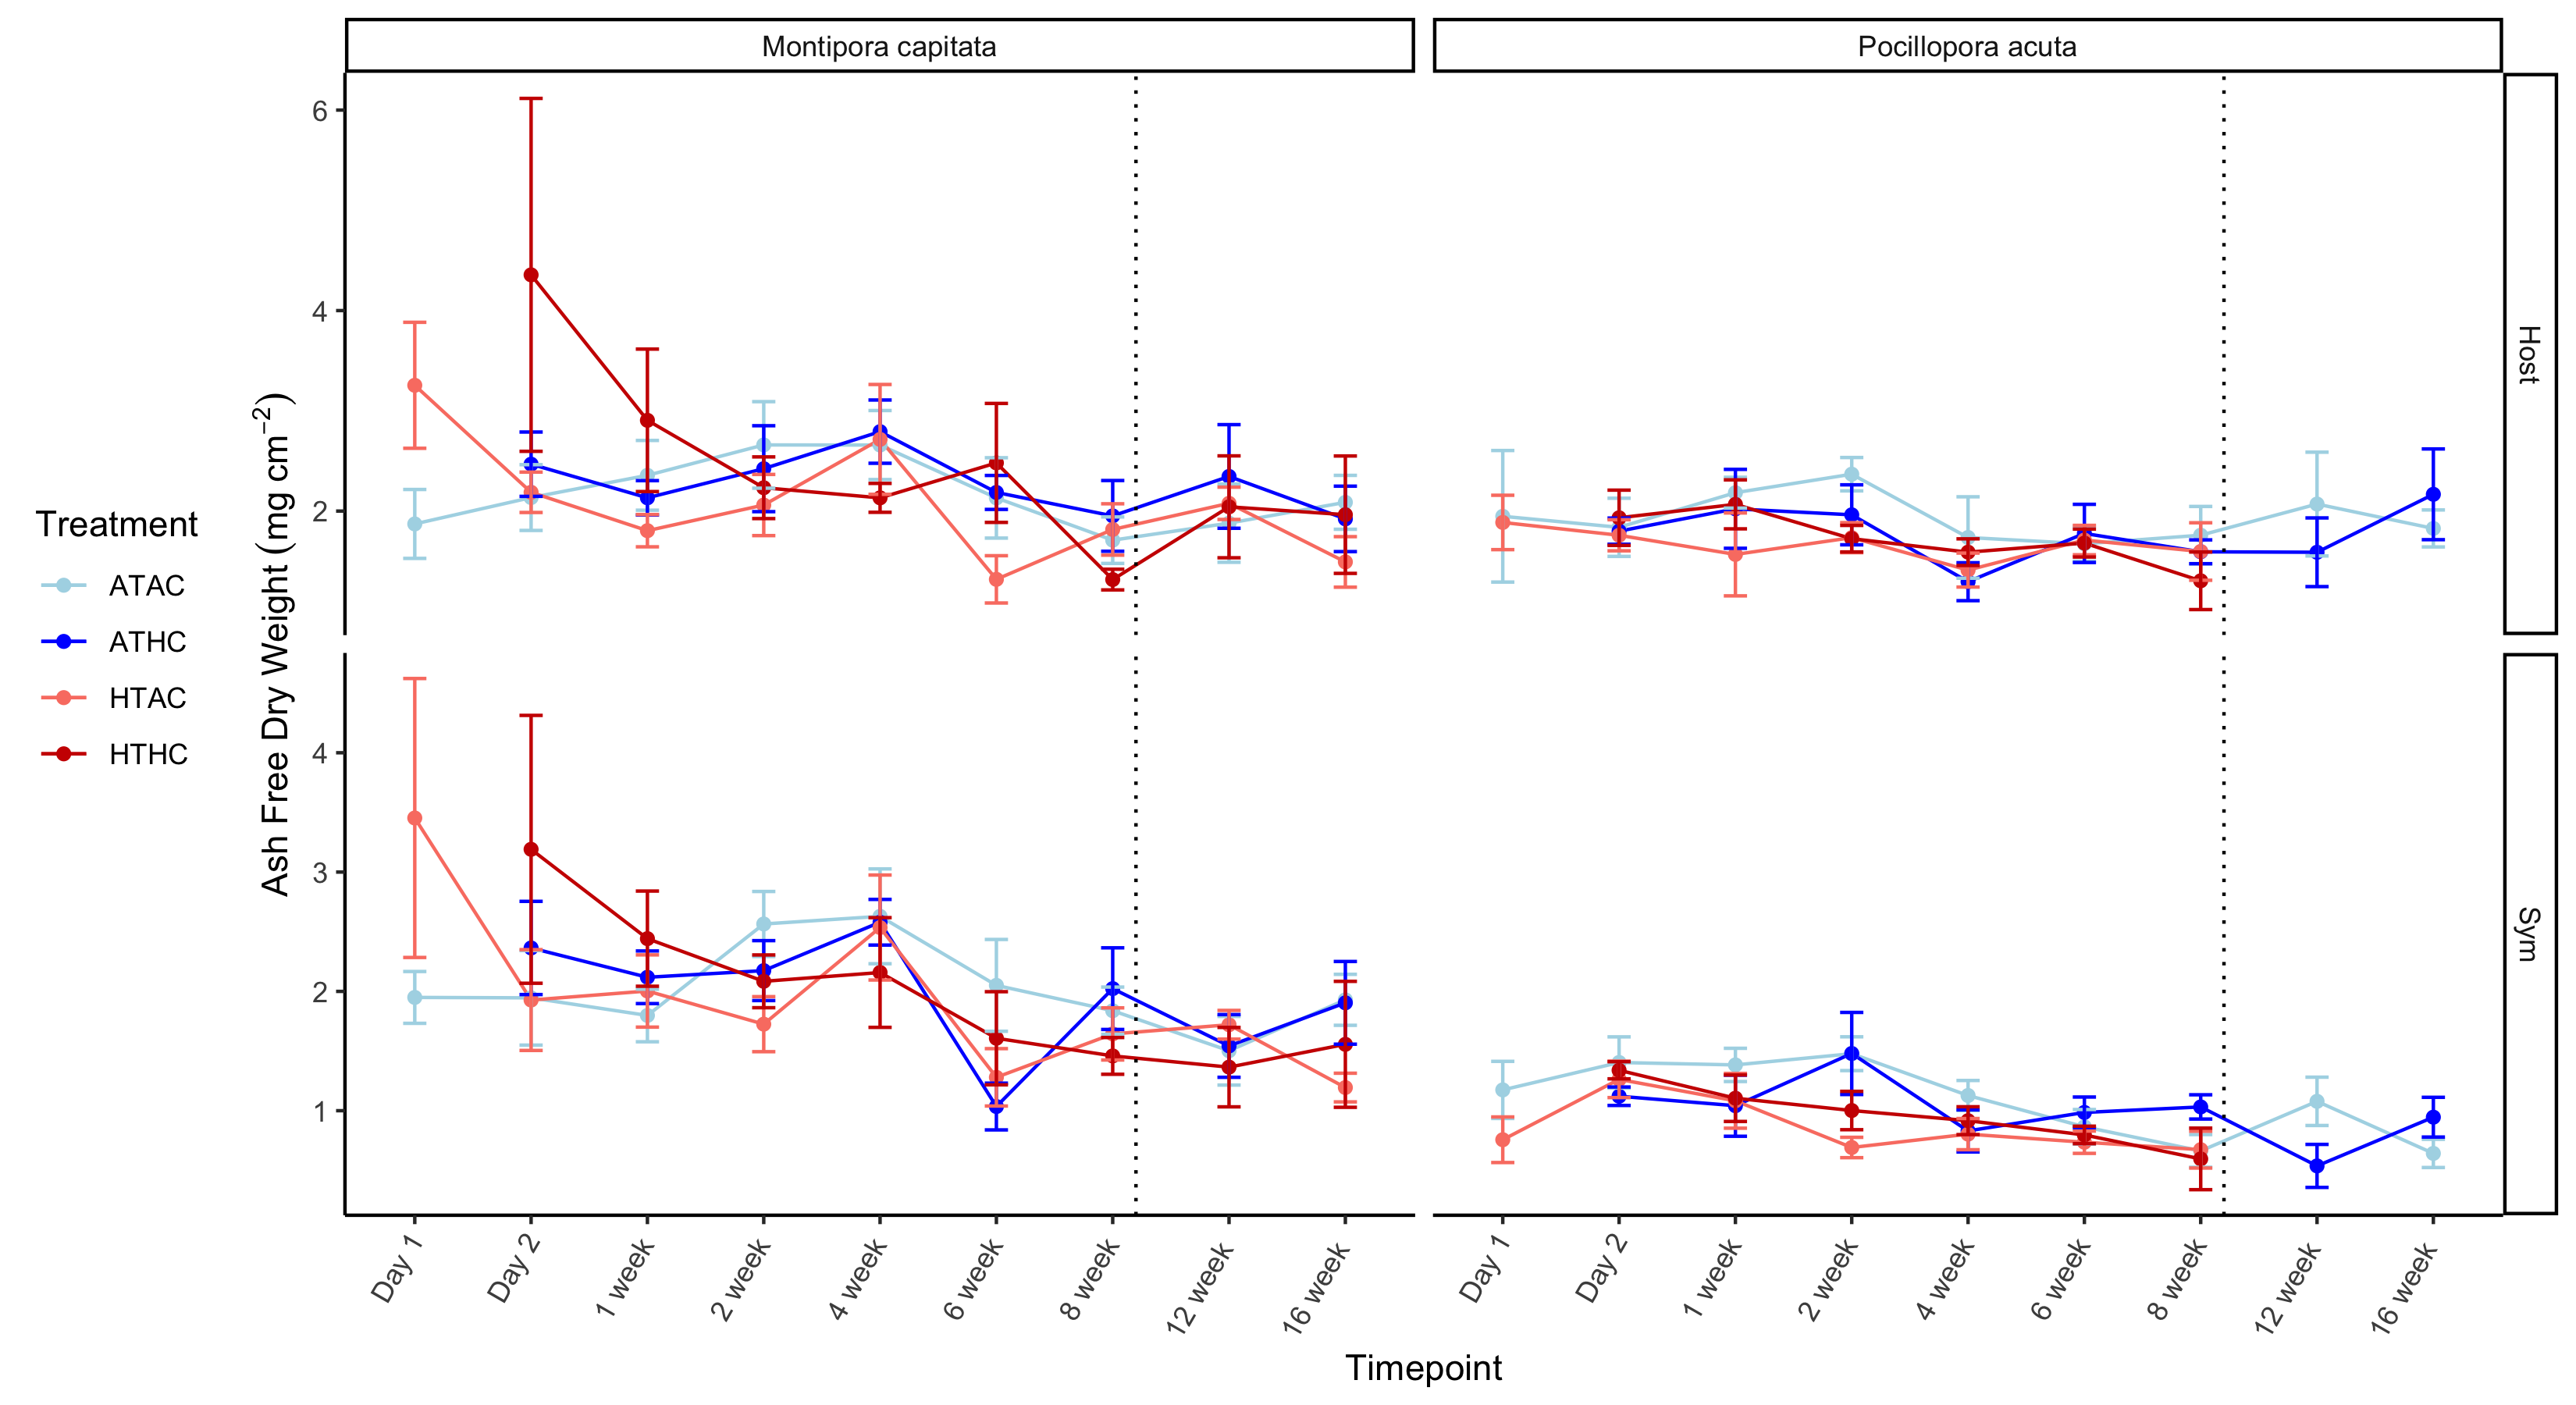 Montipora capitata
Pocillopora acuta
Host
Sym
Ash Free Dry Weight (mg cm⁻²)
6
4
2
4
3
2
1
Treatment
ATAC
ATHC
HTAC
HTHC
Day 1
Day 2
1 week
2 week
4 week
6 week
8 week
12 week
16 week
Day 1
Day 2
1 week
2 week
4 week
6 week
8 week
12 week
16 week
Timepoint